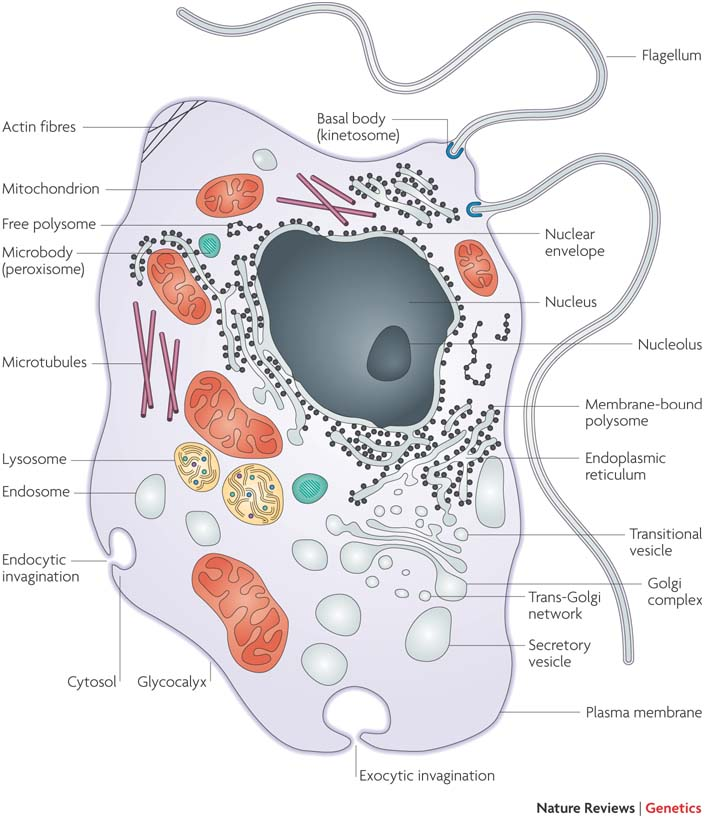 Flagellum
Actin fibres
Basal body
(kinetosome)
Mitochondrion
Free polysome
Microbody
(peroxisome)
Nuclear
envelope
Nucleus
Microtubules
Nucleolus
Membrane-bound
polysome
Lysosome
Endoplasmic
reticulum
Endosome
Transitional
vesicle
Endocytic
invagination
Golgi
complex
Trans-Golgi
network
Secretory
vesicle
Cytosol
Glycocalyx
Plasma membrane
Exocytic invagination
Nature Reviews | Genetics